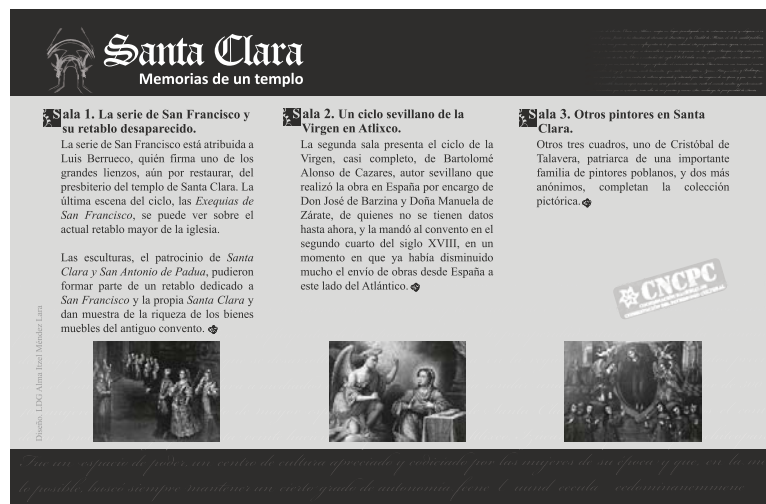 Santa Clara
Memorias de un templo
Sala 1. La serie de San Francisco y
su retablo desaparecido.
La serie de San Francisco está atribuida a
Luis Berrueco, quién firma uno de los
grandes lienzos, aún por restaurar, del
presbiterio del templo de Santa Clara. La
última escena del ciclo, las Exequias de
San Francisco, se puede ver sobre el
actual retablo mayor de la iglesia.
Las esculturas, el patrocinio de Santa
Clara y San Antonio de Padua, pudieron
formar parte de un retablo dedicado a
San Francisco y la propia Santa Clara y
dan muestra de la riqueza de los bienes
muebles del antiguo convento.
Sala 2. Un ciclo sevillano de la
Virgen en Atlixco.
La segunda sala presenta el ciclo de la
Virgen, casi completo, de Bartolomé
Alonso de Cazares, autor sevillano que
realizó la obra en España por encargo de
Don José de Barzina y Doña Manuela de
Zárate, de quienes no se tienen datos
hasta ahora, y la mandó al convento en el
segundo cuarto del siglo XVIII, en un
momento en que ya había disminuido
mucho el envío de obras desde España a
este lado del Atlántico.
Sala 3. Otros pintores en Santa
Clara.
Otros tres cuadros, uno de Cristóbal de
Talavera, patriarca de una importante
familia de pintores poblanos, y dos más
anónimos, completan la colección
pictórica.
CNCPC
Diseño. LDG Alma Itzel Méndez Lara
un espacio de poder, un centro de cultura apreciado y codiciado por las mujeres de su época y que, en la
lo posible, buscó siempre mantener un cierto grado de autonomía